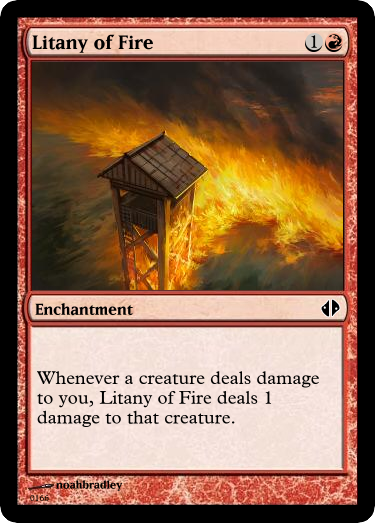 Litany of Fire 1
Enchantment
Whenever a creature deals damage
to you, Litany of Fire deals 1
damage to that creature.
noahbradley